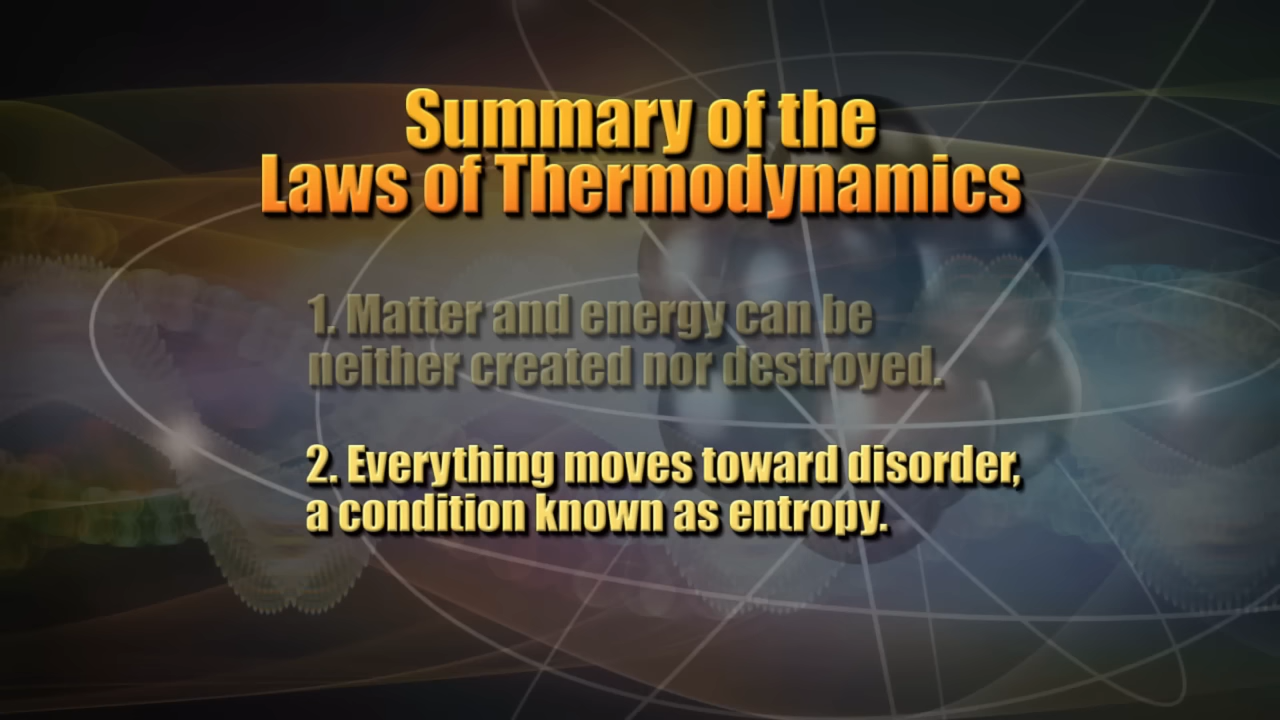 Summary of the
Laws of Thermodynamics
1. Matter and energy can be
neither created nor destroyed.
2. Everything moves toward disorder,
a condition known as entropy.